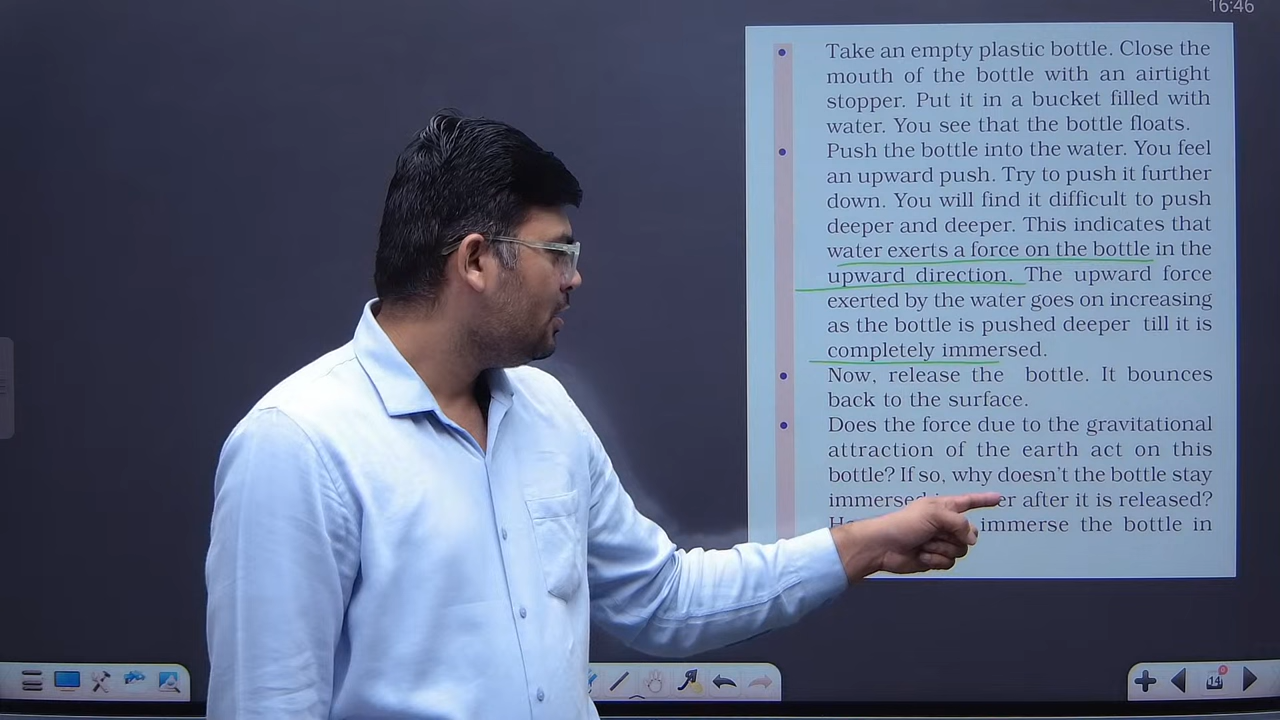 16:46
Take an empty plastic bottle. Close the
mouth of the bottle with an airtight
stopper. Put it in a bucket filled with
water. You see that the bottle floats.
Push the bottle into the water. You feel
an upward push. Try to push it further
down. You will find it difficult to push
deeper and deeper. This indicates that
water exerts a force on the bottle in the
upward direction. The upward force
exerted by the water goes on increasing
as the bottle is pushed deeper till it is
completely immersed.
Now, release the bottle. It bounces
back to the surface.
Does the force due to the gravitational
attraction of the earth act on this
bottle? If so, why doesn't the bottle stay
immersed after it is released?
immerse the bottle in
14